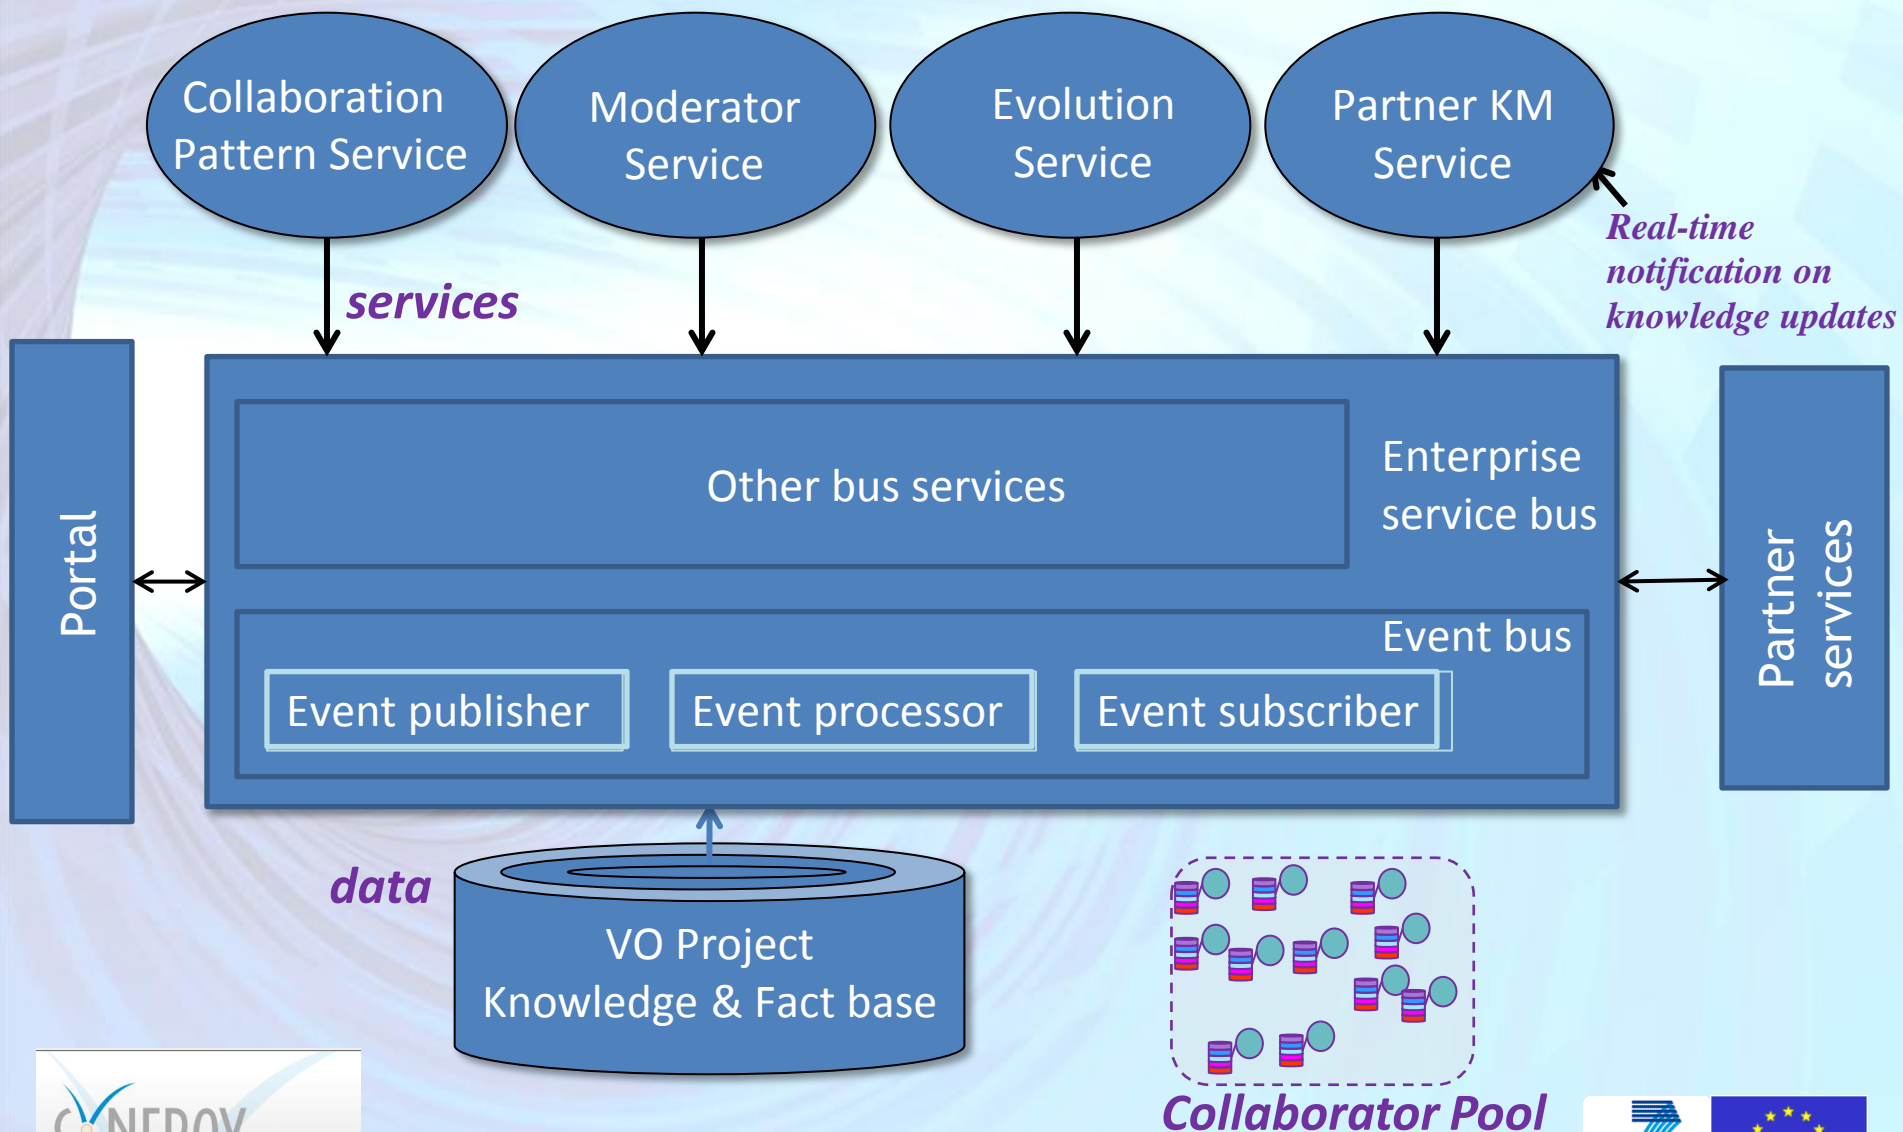 Collaboration
Pattern Service
Moderator
Service
Evolution
Service
Partner KM
Service
Real-time
notification on
knowledge updates
services
Portal
Other bus services
Enterprise
service bus
Event bus
Event publisher
Event processor
Event subscriber
Partner
services
data
VO Project
Knowledge & Fact base
Collaborator Pool